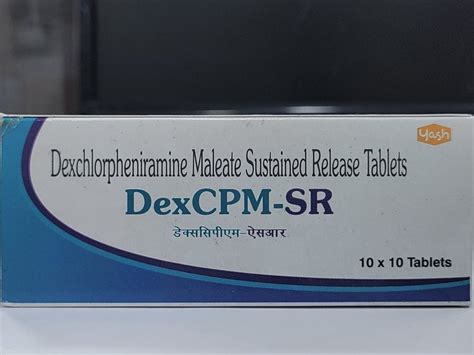 Yash
Dexchlorpheniramine Maleate Sustained Release Tablets
DexCPM-SR
डेक्ससिपीएम-ऐसआर
10 x 10 Tablets